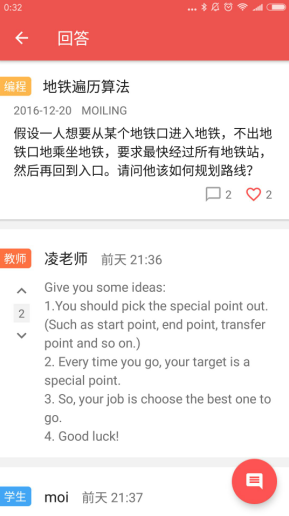 0:32
回答
编程 地铁遍历算法
2016-12-20 MOILING
假设一人想要从某个地铁口进入地铁，不出地
铁口地乘坐地铁，要求最快经过所有地铁站，
然后再回到入口。请问他该如何规划路线？
2 2
教师 凌老师 前天 21:36
Give you some ideas:
1.You should pick the special point out.
(Such as start point, end point, transfer
2
point and so on.)
2. Every time you go, your target is a
special point.
3. So, your job is choose the best one to
go.
4. Good luck!
学生 moi 前天 21:37